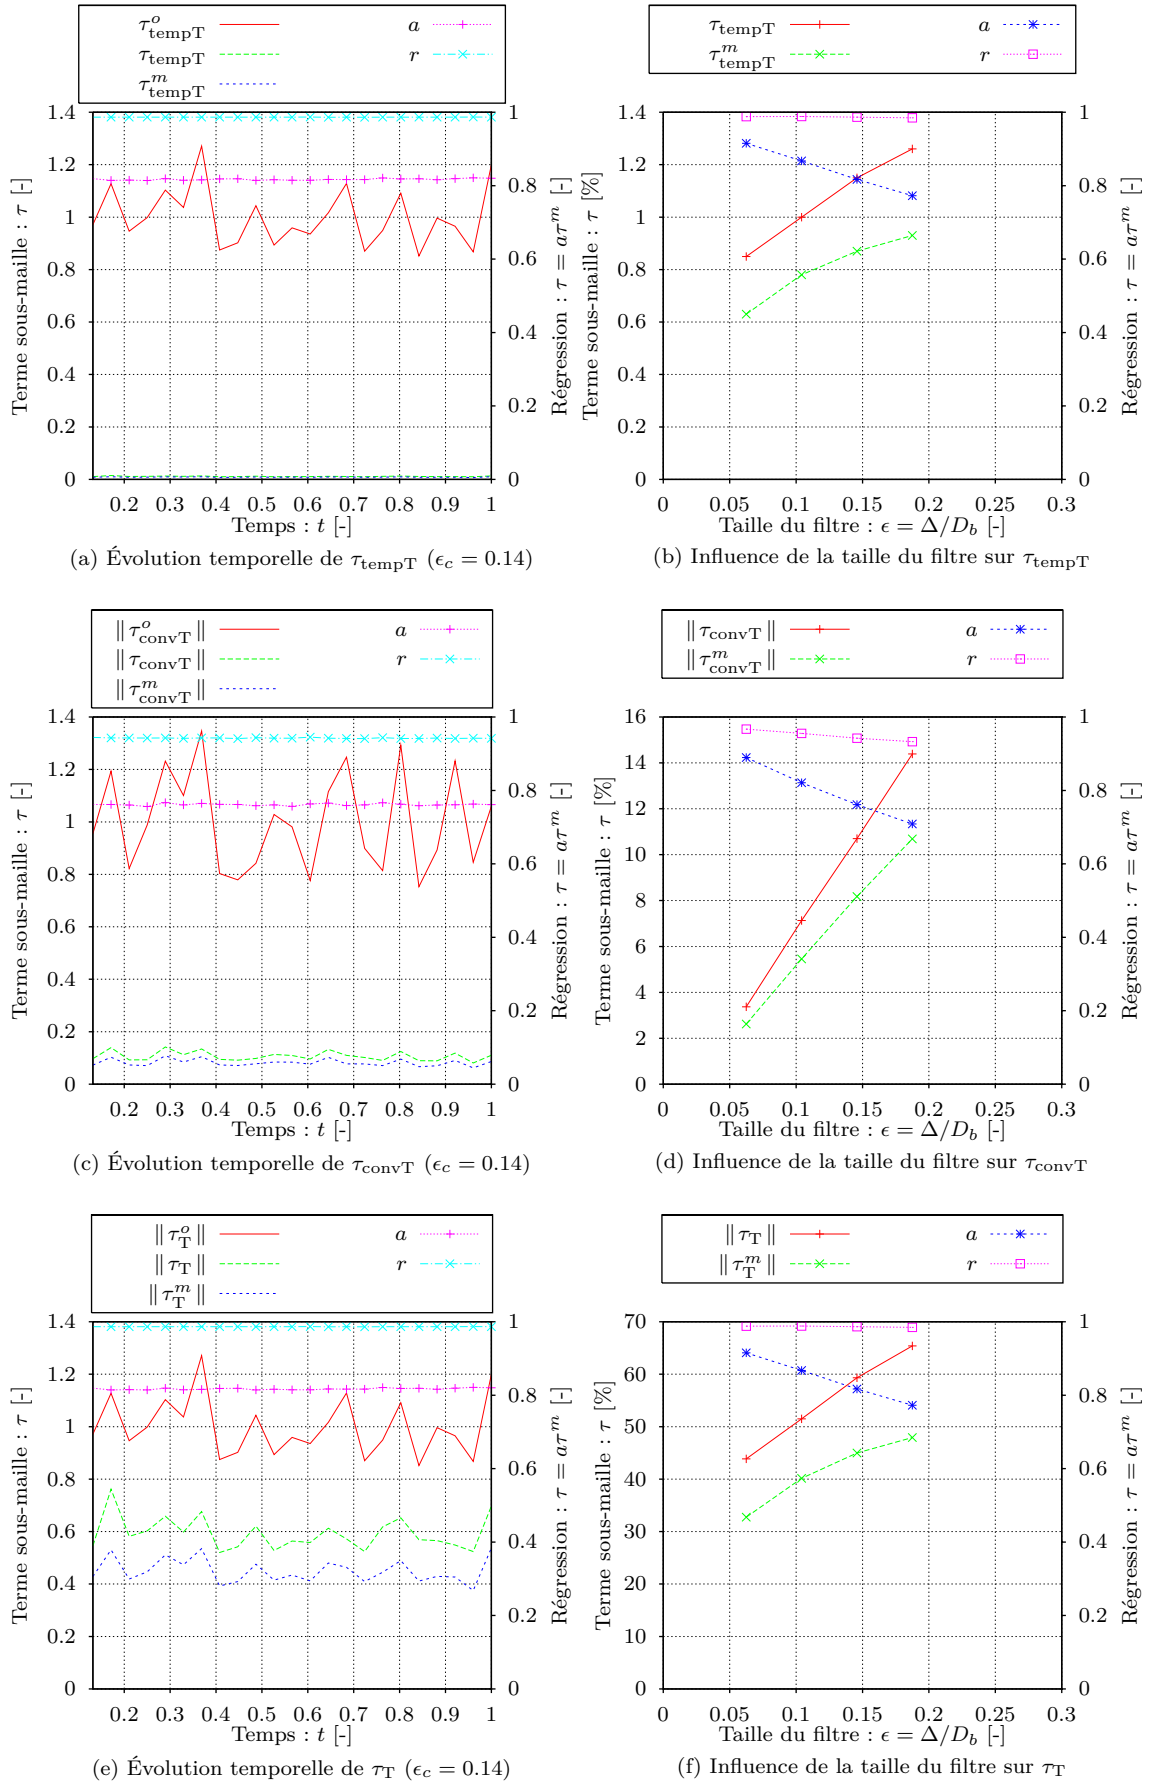 τ^o_tempT
τ_tempT
τ^m_tempT
a
r
1.4
1.2
1
0.8
0.6
0.4
0.2
0
1
0.8
0.6
0.4
0.2
0
0.2 0.3 0.4 0.5 0.6 0.7 0.8 0.9 1
Terme sous-maille : τ [-]
Régression : τ = aτ^m [-]
Temps : t [-]
(a) Évolution temporelle de τ_tempT (ϵ_c = 0.14)
τ_tempT
τ^m_tempT
a
r
1.4
1.2
1
0.8
0.6
0.4
0.2
0
1
0.8
0.6
0.4
0.2
0
0 0.05 0.1 0.15 0.2 0.25 0.3
Terme sous-maille : τ [%]
Régression : τ = aτ^m [-]
Taille du filtre : ϵ = Δ/D_b [-]
(b) Influence de la taille du filtre sur τ_tempT
‖τ^o_convT‖
‖τ_convT‖
‖τ^m_convT‖
a
r
1.4
1.2
1
0.8
0.6
0.4
0.2
0
1
0.8
0.6
0.4
0.2
0
0.2 0.3 0.4 0.5 0.6 0.7 0.8 0.9 1
Terme sous-maille : τ [-]
Régression : τ = aτ^m [-]
Temps : t [-]
(c) Évolution temporelle de τ_convT (ϵ_c = 0.14)
‖τ_convT‖
‖τ^m_convT‖
a
r
16
14
12
10
8
6
4
2
0
1
0.8
0.6
0.4
0.2
0
0 0.05 0.1 0.15 0.2 0.25 0.3
Terme sous-maille : τ [%]
Régression : τ = aτ^m [-]
Taille du filtre : ϵ = Δ/D_b [-]
(d) Influence de la taille du filtre sur τ_convT
‖τ^o_T‖
‖τ_T‖
‖τ^m_T‖
a
r
1.4
1.2
1
0.8
0.6
0.4
0.2
0
1
0.8
0.6
0.4
0.2
0
0.2 0.3 0.4 0.5 0.6 0.7 0.8 0.9 1
Terme sous-maille : τ [-]
Régression : τ = aτ^m [-]
Temps : t [-]
(e) Évolution temporelle de τ_T (ϵ_c = 0.14)
‖τ_T‖
‖τ^m_T‖
a
r
70
60
50
40
30
20
10
0
1
0.8
0.6
0.4
0.2
0
0 0.05 0.1 0.15 0.2 0.25 0.3
Terme sous-maille : τ [%]
Régression : τ = aτ^m [-]
Taille du filtre : ϵ = Δ/D_b [-]
(f) Influence de la taille du filtre sur τ_T